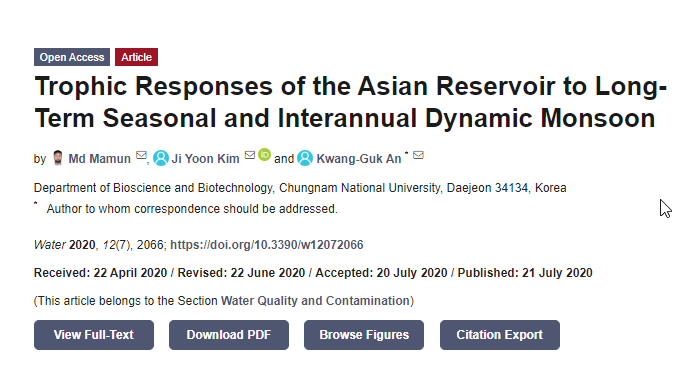 Open Access Article
Trophic Responses of the Asian Reservoir to Long-
Term Seasonal and Interannual Dynamic Monsoon
by Md Mamun , Ji Yoon Kim and Kwang-Guk An *
Department of Bioscience and Biotechnology, Chungnam National University, Daejeon 34134, Korea
* Author to whom correspondence should be addressed.
Water 2020, 12(7), 2066; https://doi.org/10.3390/w12072066
Received: 22 April 2020 / Revised: 22 June 2020 / Accepted: 20 July 2020 / Published: 21 July 2020
(This article belongs to the Section Water Quality and Contamination)
View Full-Text Download PDF Browse Figures Citation Export